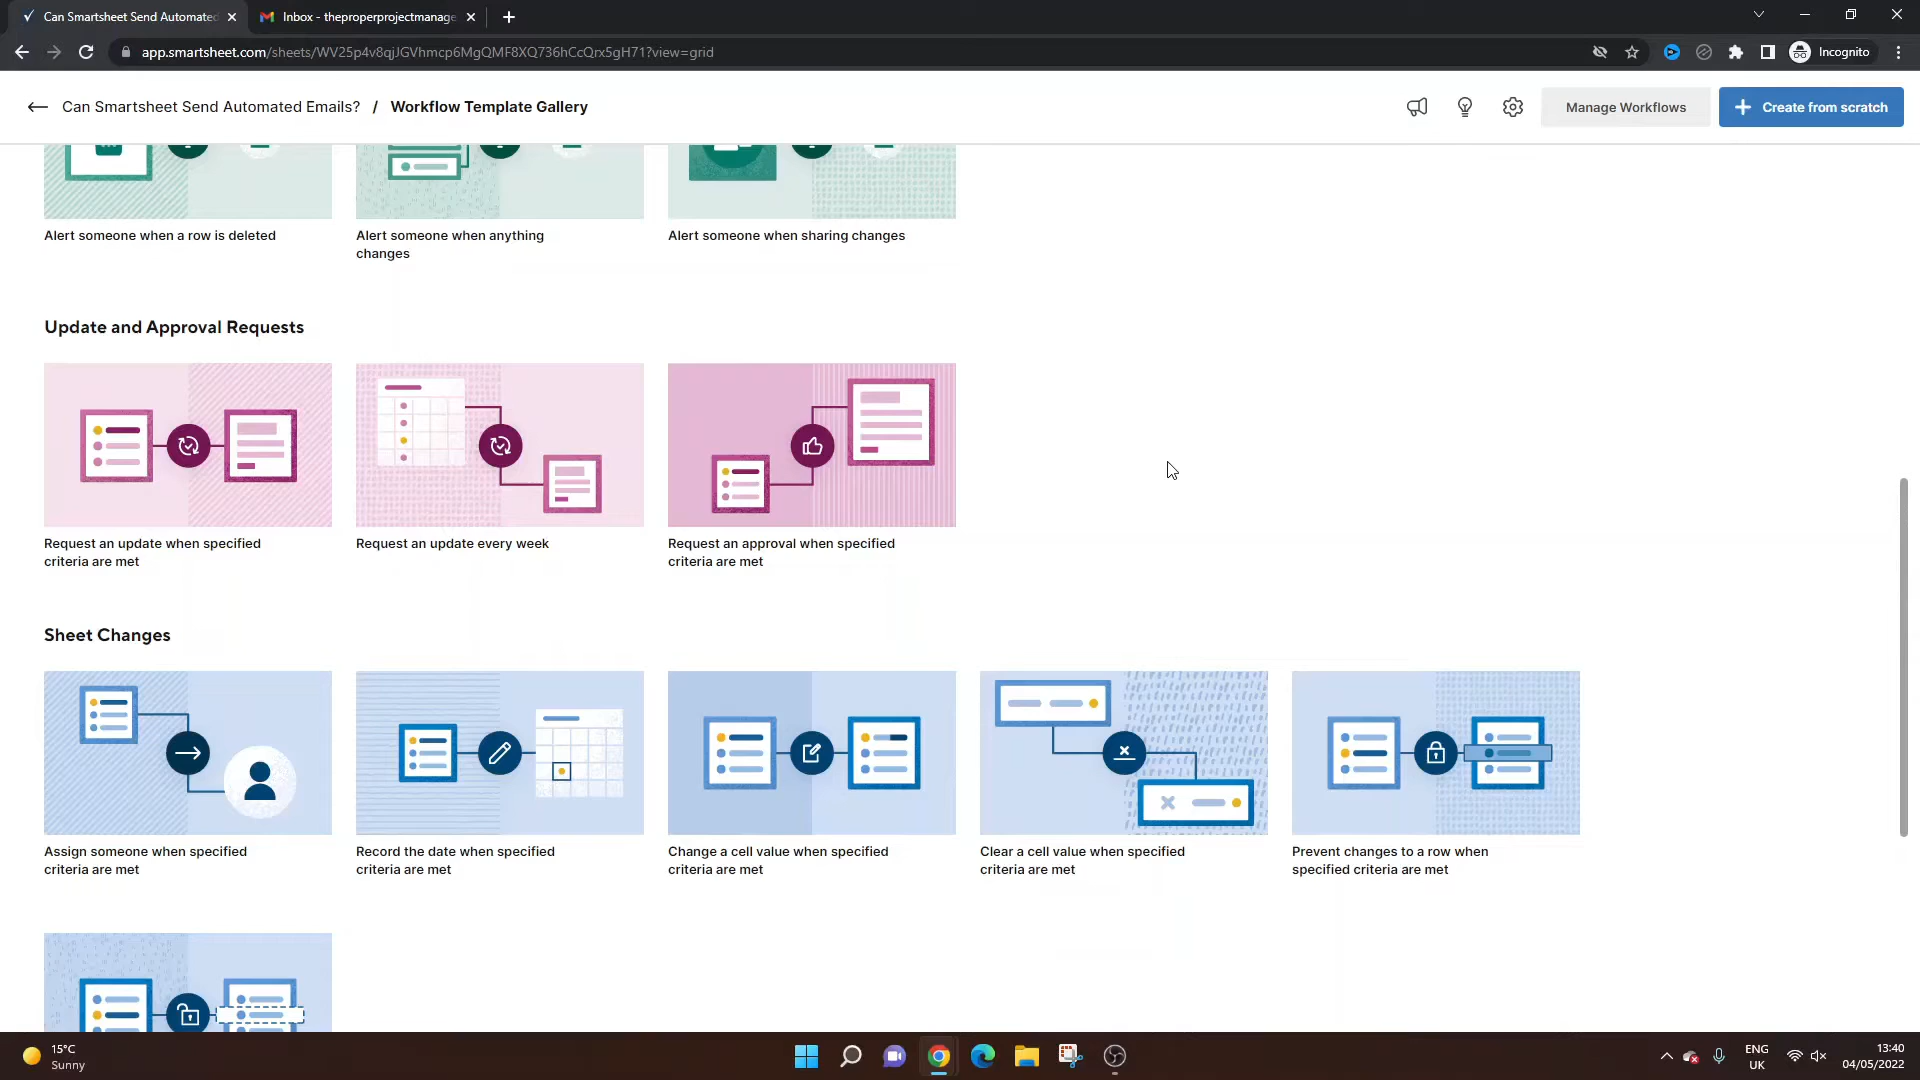 Can Smartsheet Send Automated
Inbox - theproperprojectmanage
app.smartsheet.com/sheets/WV25p4v8qjJGVhmcp6MgQMF8XQ736hCcQrx5gH71?view=grid
Incognito
Can Smartsheet Send Automated Emails? / Workflow Template Gallery
Manage Workflows
Create from scratch
Alert someone when a row is deleted
Alert someone when anything
changes
Alert someone when sharing changes
Update and Approval Requests
Request an update when specified
criteria are met
Request an update every week
Request an approval when specified
criteria are met
Sheet Changes
Assign someone when specified
criteria are met
Record the date when specified
criteria are met
Change a cell value when specified
criteria are met
Clear a cell value when specified
criteria are met
Prevent changes to a row when
specified criteria are met
15°C
Sunny
ENG
UK
13:40
04/05/2022